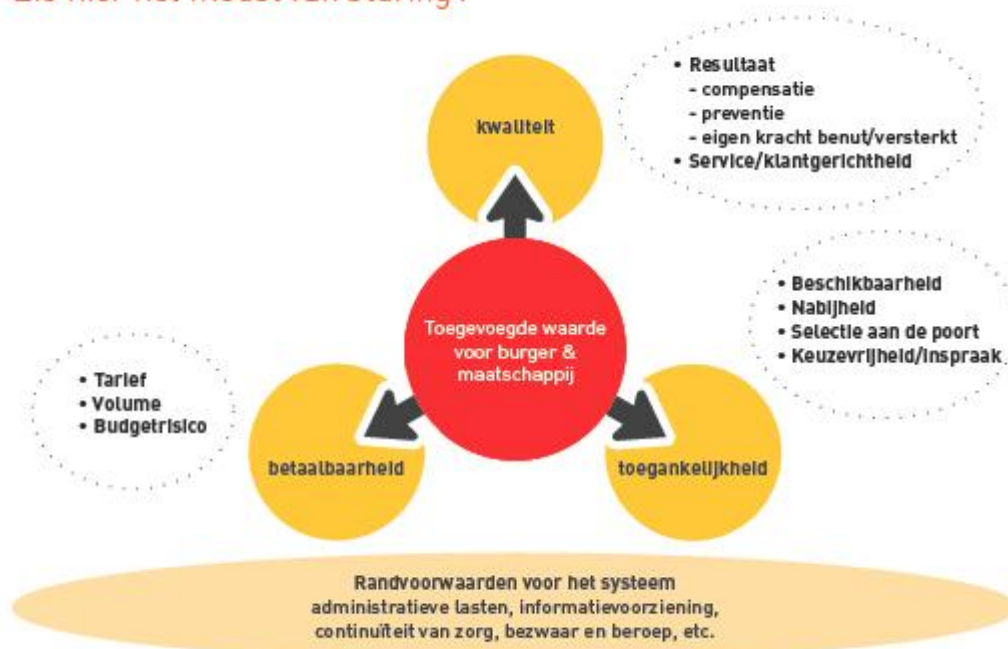 kwaliteit
• Resultaat
- compensatie
- preventie
- eigen kracht benut/versterkt
• Service/klantgerichtheid
Toegevoegde waarde
voor burger &
maatschappij
• Beschikbaarheid
• Nabijheid
• Selectie aan de poort
• Keuzevrijheid/inspraak
• Tarief
• Volume
• Budgetrisico
betaalbaarheid
toegankelijkheid
Randvoorwaarden voor het systeem
administratieve lasten, informatievoorziening,
continuïteit van zorg, bezwaar en beroep, etc.